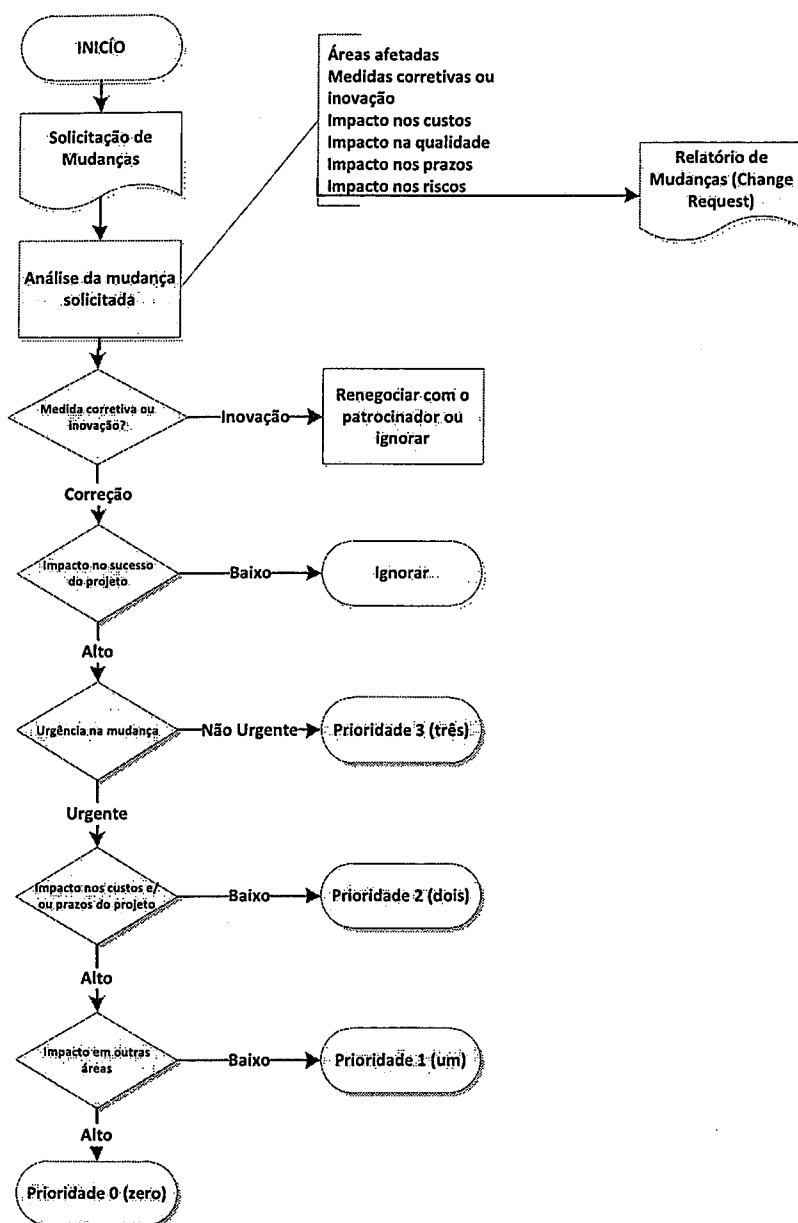 INICÍO
Solicitação de
Mudanças
Áreas afetadas
Medidas corretivas ou
inovação
Impacto nos custos
Impacto na qualidade
Impacto nos prazos
Impacto nos riscos
Relatório de
Mudanças (Change
Request)
Análise da mudança
solicitada
Medida corretiva ou
inovação?
Inovação
Renegociar com o
patrocinador ou
ignorar
Correção
Impacto no sucesso
do projeto
Baixo
Ignorar
Alto
Urgência na mudança
Não Urgente
Prioridade 3 (três)
Urgente
Impacto nos custos e/
ou prazos do projeto
Baixo
Prioridade 2 (dois)
Alto
Impacto em outras
áreas
Baixo
Prioridade 1 (um)
Alto
Prioridade 0 (zero)